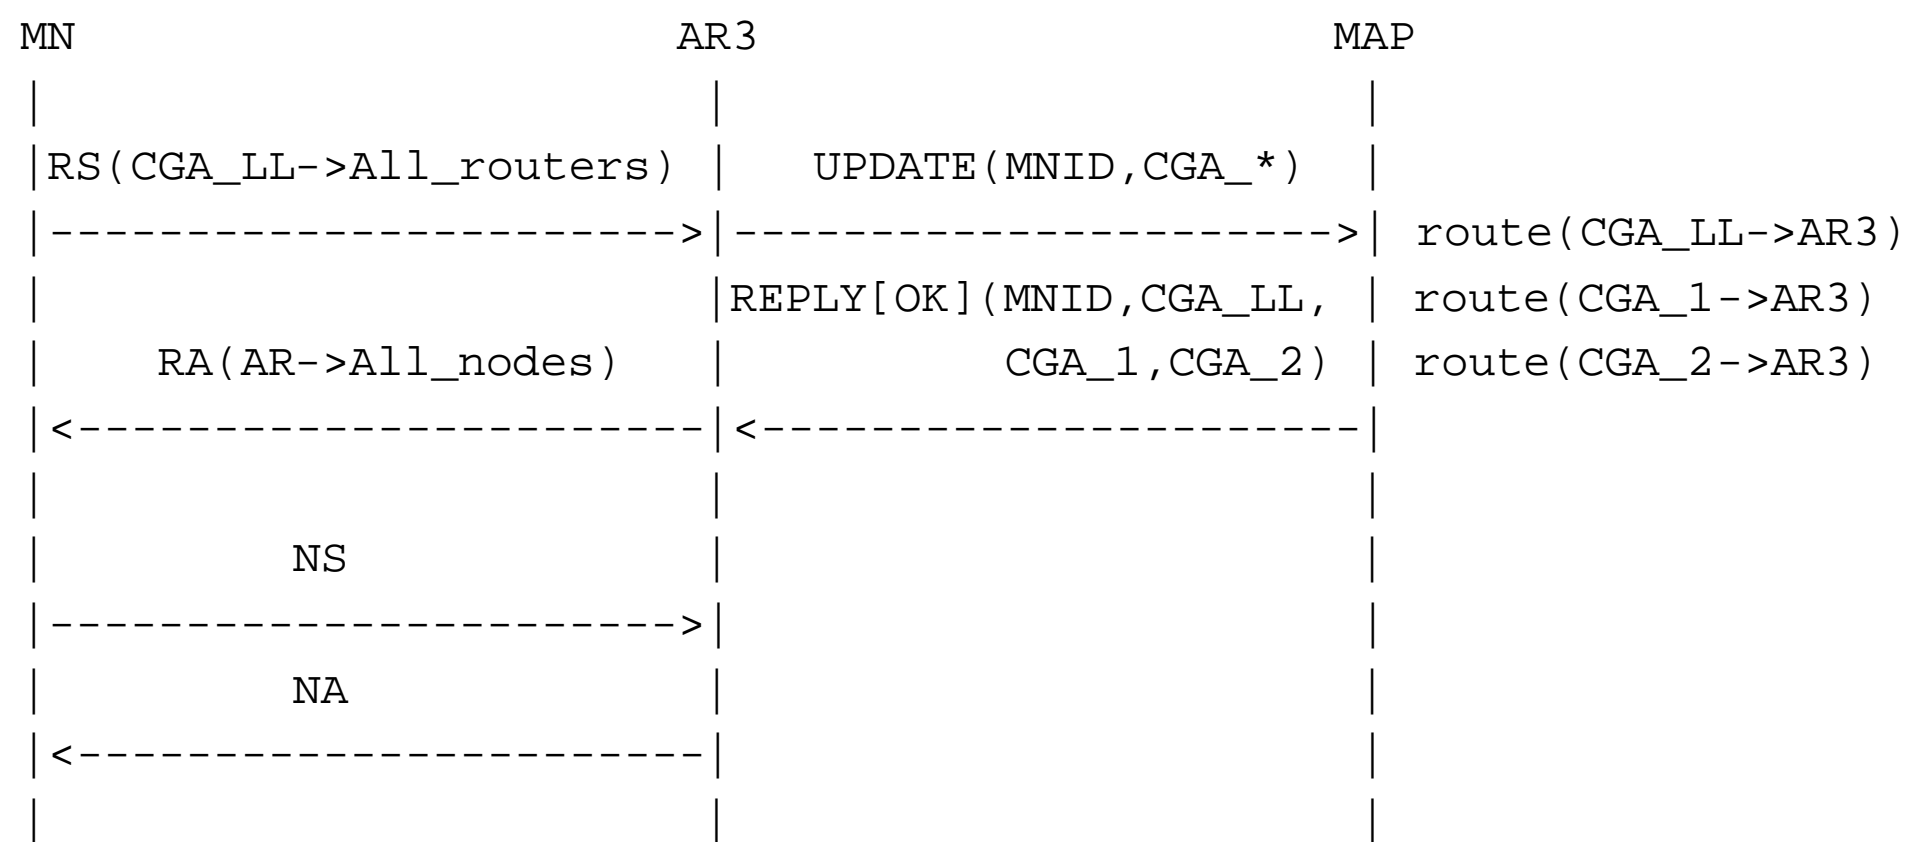 MN AR3 MAP
| | |
|RS(CGA_LL->All_routers) | UPDATE(MNID,CGA_*) |
|----------------------->|---------------------->| route(CGA_LL->AR3)
| |REPLY[OK](MNID,CGA_LL, | route(CGA_1->AR3)
| RA(AR->All_nodes) | CGA_1,CGA_2) | route(CGA_2->AR3)
|<-----------------------|<----------------------|
| | |
| NS | |
|----------------------->| |
| NA | |
|<-----------------------| |
| | |